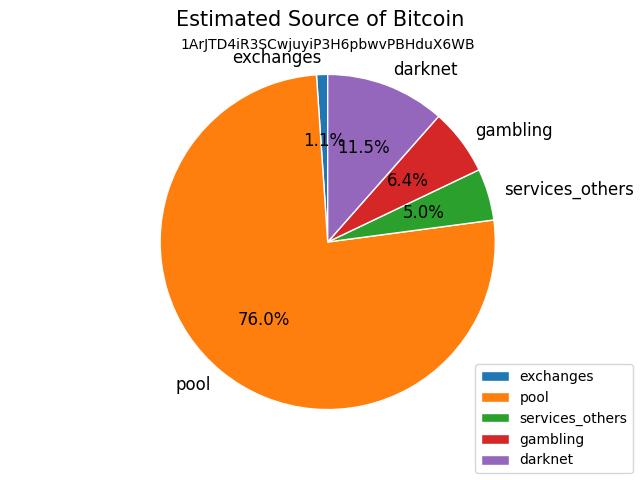 Estimated Source of Bitcoin
1ArJTD4iR3SCwjuyiP3H6pbwvPBHduX6WB
exchanges
darknet
gambling
services_others
pool
1.1%
11.5%
6.4%
5.0%
76.0%
exchanges
pool
services_others
gambling
darknet